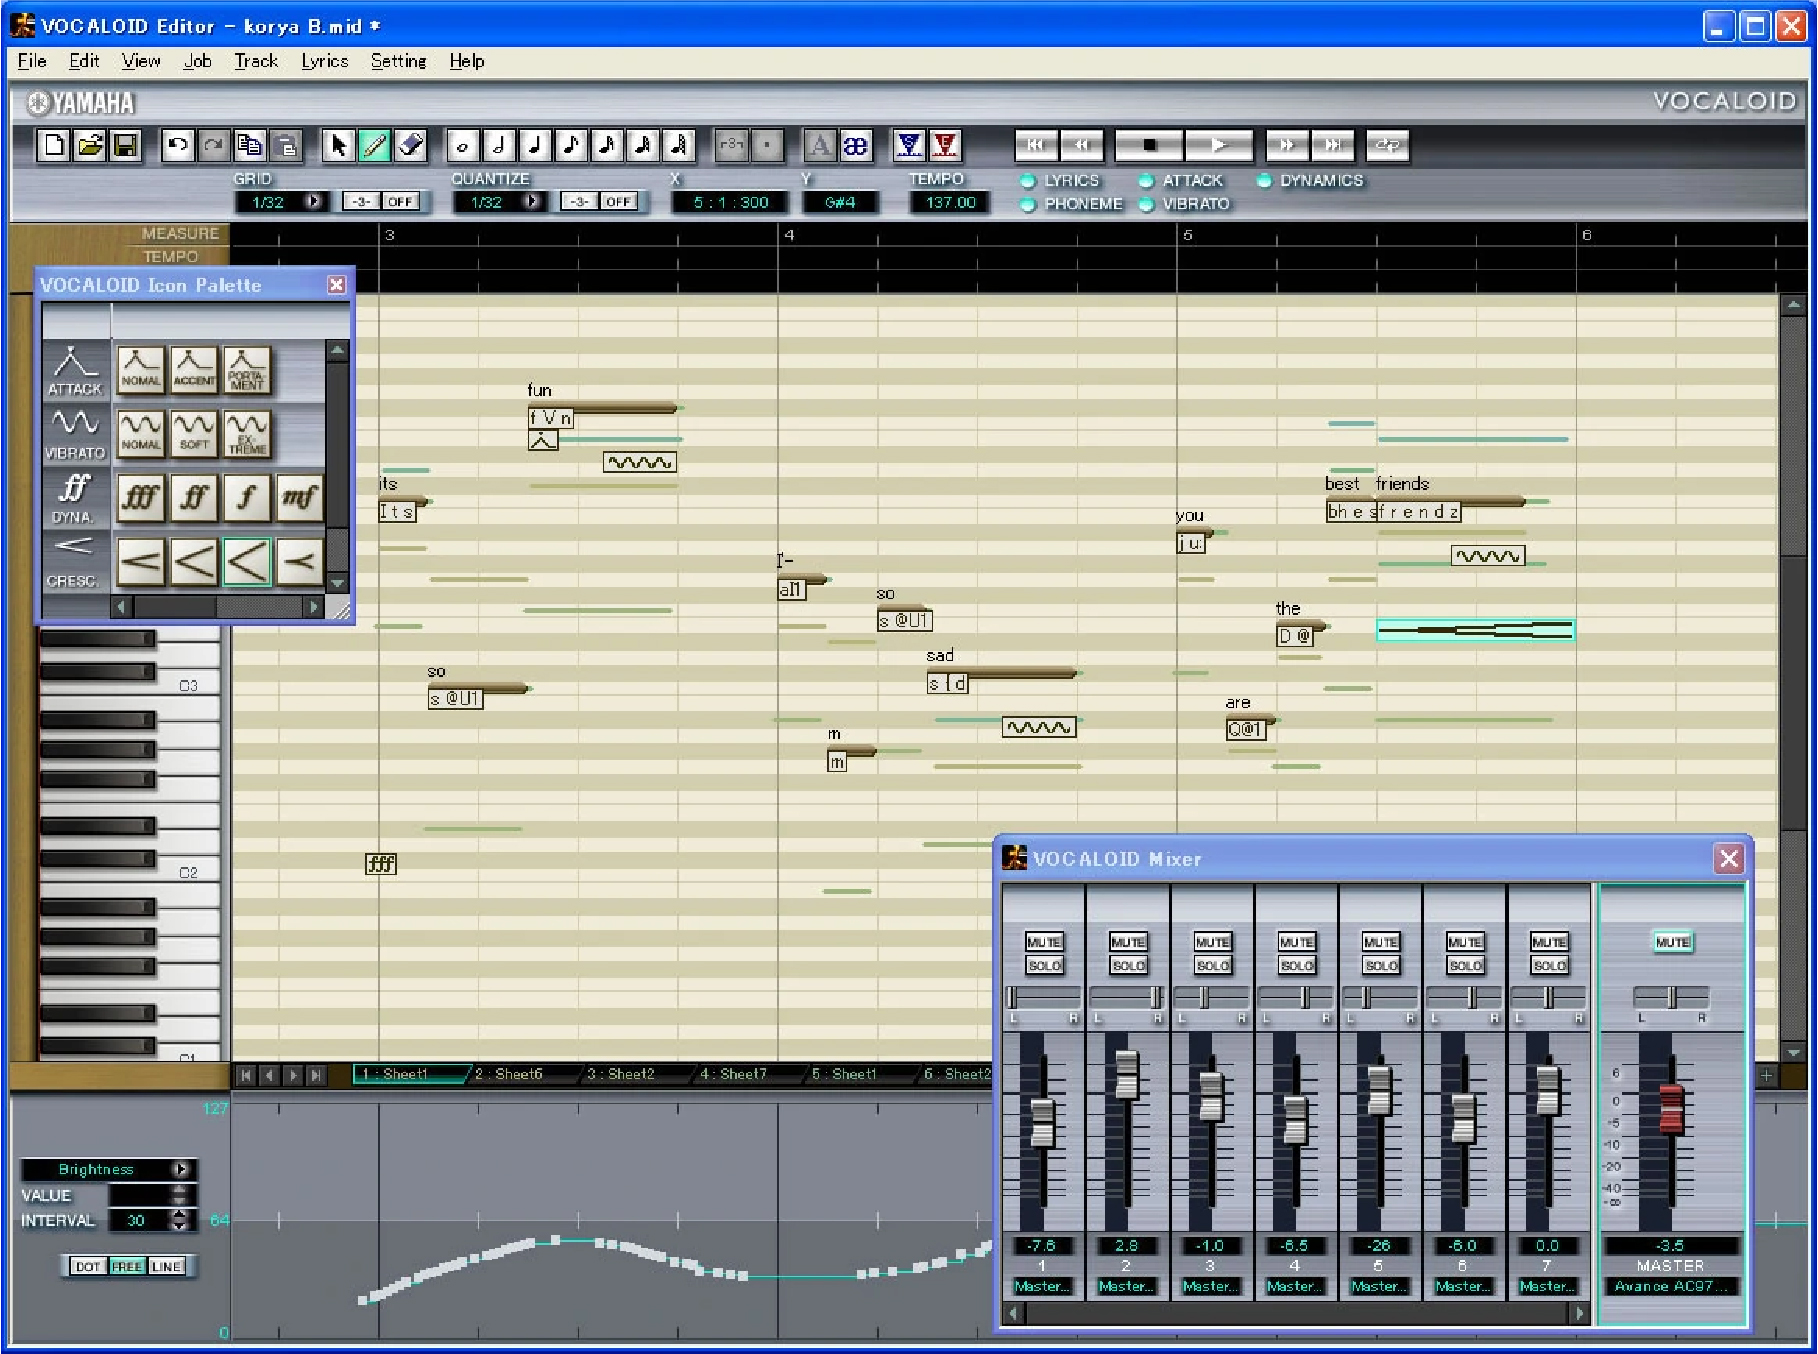 VOCALOID Editor - korya B.mid *
File Edit View Job Track Lyrics Setting Help
YAMAHA
VOCALOID
-3- A æ S E
GRID QUANTIZE X Y TEMPO LYRICS ATTACK DYNAMICS
1/32 -3- OFF 1/32 -3- OFF 5 : 1 : 300 G#4 137.00 PHONEME VIBRATO
MEASURE 3 4 5 6
TEMPO
VOCALOID Icon Palette
ATTACK NOMAL ACCENT PORTA-MENT
VIBRATO NOMAL SOFT EX-TREME
ff fff ff f mf
DYNA.
CRESC.
fun
f V n
its
I t s
best friends
bh e s f r e n d z
you
j u:
I'-
aI1
so
s @U1
the
D @
sad
s { d
so
s @U1
are
Q@1
m
m
fff
C3
C2
C1
1 : Sheet1 2 : Sheet6 3 : Sheet2 4 : Sheet7 5 : Sheet1 6 : Sheet2
127
Brightness
VALUE
INTERVAL 30 64
DOT FREE LINE
0
VOCALOID Mixer
MUTE MUTE MUTE MUTE MUTE MUTE MUTE MUTE
SOLO SOLO SOLO SOLO SOLO SOLO SOLO
L R L R L R L R L R L R L R L R
6
0
-5
-10
-20
-40
-∞
-7.6 2.8 -1.0 -6.5 -26 -6.0 0.0 -3.5
1 2 3 4 5 6 7 MASTER
Master... Master... Master... Master... Master... Master... Master... Avance AC97...